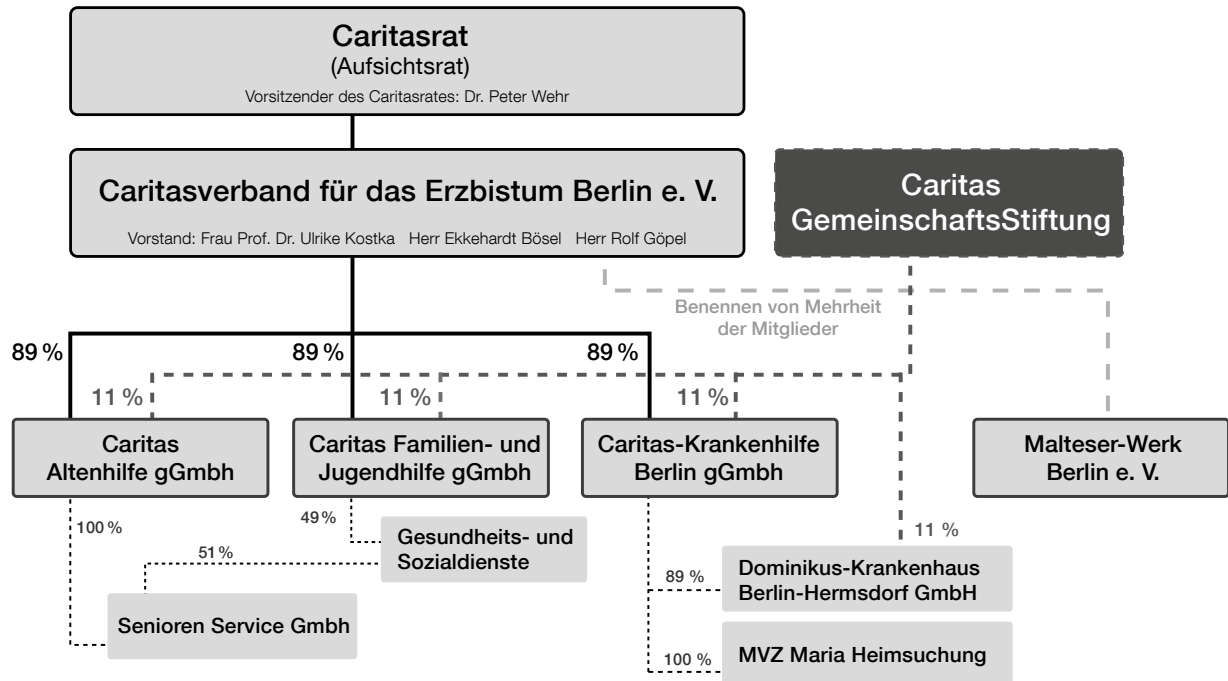 Caritasrat
(Aufsichtsrat)
Vorsitzender des Caritasrates: Dr. Peter Wehr
Caritasverband für das Erzbistum Berlin e. V.
Vorstand: Frau Prof. Dr. Ulrike Kostka Herr Ekkehardt Bösel Herr Rolf Göpel
Caritas
GemeinschaftsStiftung
Benennen von Mehrheit
der Mitglieder
89 %
89 %
89 %
11 %
11 %
11 %
Caritas
Altenhilfe gGmbh
Caritas Familien- und
Jugendhilfe gGmbh
Caritas-Krankenhilfe
Berlin gGmbh
Malteser-Werk
Berlin e. V.
100 %
49 %
11 %
Gesundheits- und
Sozialdienste
51 %
Senioren Service Gmbh
89 %
Dominikus-Krankenhaus
Berlin-Hermsdorf GmbH
100 %
MVZ Maria Heimsuchung